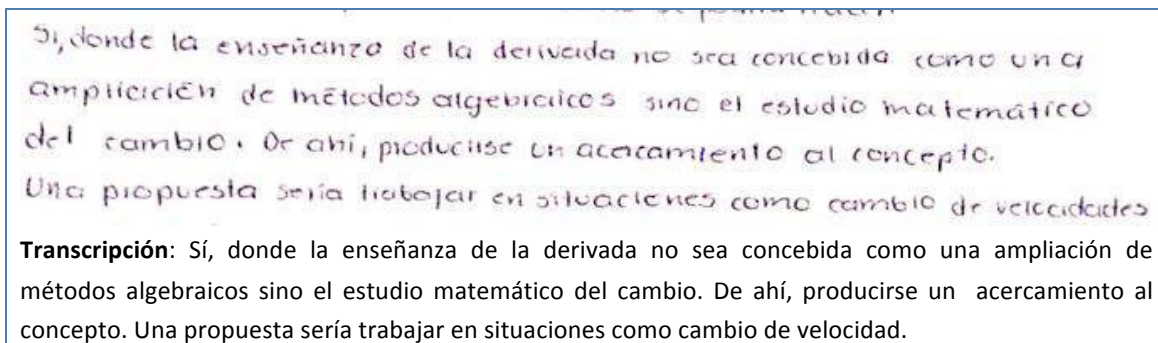 Si, donde la enseñanza de la derivada no sea concebida como una
ampliación de métodos algebraicos sino el estudio matemático
del cambio. De ahí, producirse un acercamiento al concepto.
Una propuesta sería trabajar en situaciones como cambio de velocidades
Transcripción: Sí, donde la enseñanza de la derivada no sea concebida como una ampliación de
métodos algebraicos sino el estudio matemático del cambio. De ahí, producirse un acercamiento al
concepto. Una propuesta sería trabajar en situaciones como cambio de velocidad.